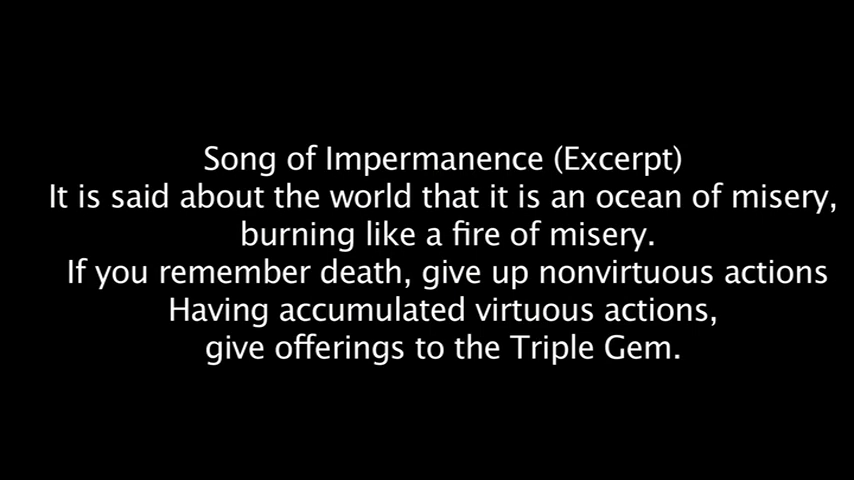 Song of Impermanence (Excerpt)
It is said about the world that it is an ocean of misery,
burning like a fire of misery.
If you remember death, give up nonvirtuous actions
Having accumulated virtuous actions,
give offerings to the Triple Gem.